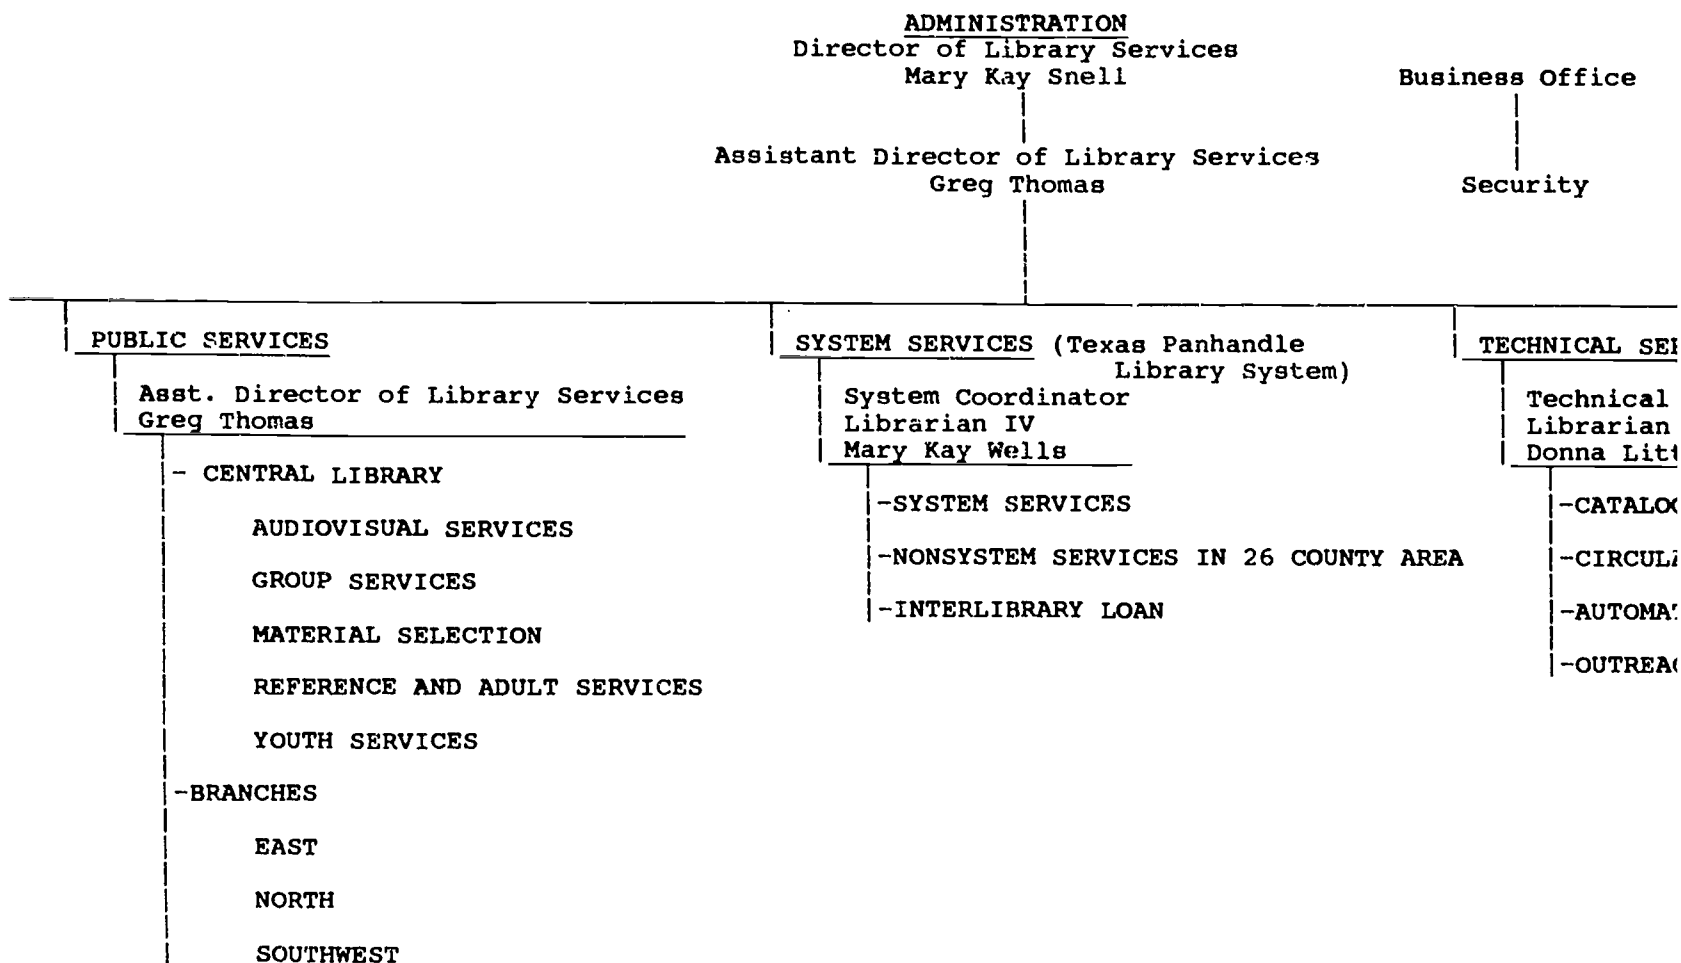 ADMINISTRATION
Director of Library Services
Mary Kay Snell
Business Office
Assistant Director of Library Services
Greg Thomas
Security
PUBLIC SERVICES
Asst. Director of Library Services
Greg Thomas
- CENTRAL LIBRARY
AUDIOVISUAL SERVICES
GROUP SERVICES
MATERIAL SELECTION
REFERENCE AND ADULT SERVICES
YOUTH SERVICES
-BRANCHES
EAST
NORTH
SOUTHWEST
SYSTEM SERVICES (Texas Panhandle
Library System)
System Coordinator
Librarian IV
Mary Kay Wells
-SYSTEM SERVICES
-NONSYSTEM SERVICES IN 26 COUNTY AREA
-INTERLIBRARY LOAN
TECHNICAL
Technical
Librarian
Donna